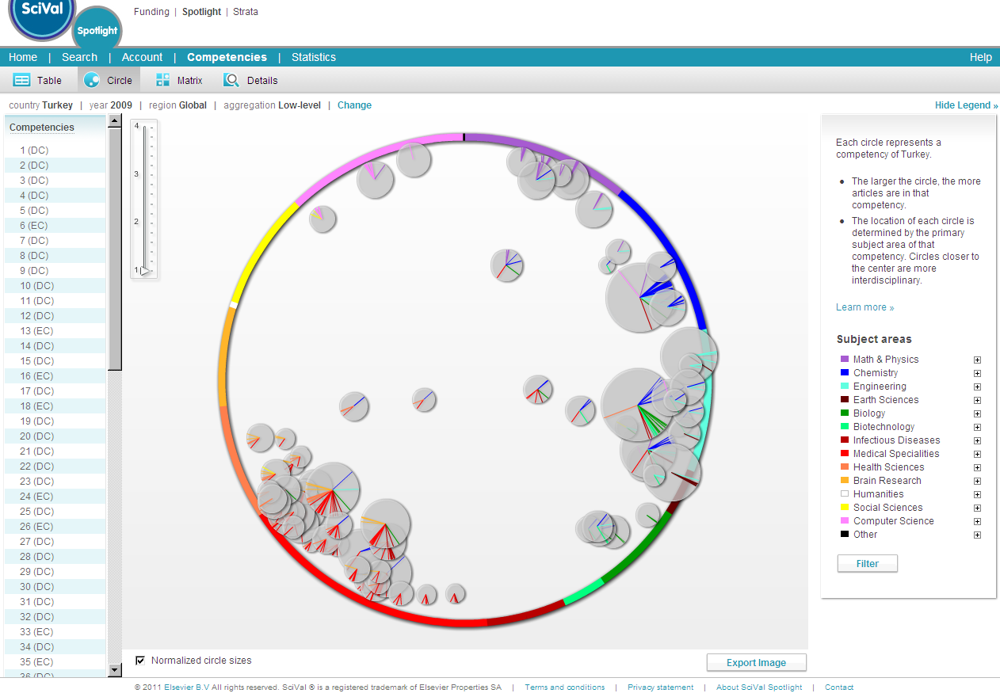 SciVal
Spotlight
Funding | Spotlight | Strata
Home | Search | Account | Competencies | Statistics
Help
Table
Circle
Matrix
Details
country Turkey | year 2009 | region Global | aggregation Low-level | Change
Hide Legend »
Competencies
1 (DC)
2 (DC)
3 (DC)
4 (DC)
5 (DC)
6 (EC)
7 (DC)
8 (DC)
9 (DC)
10 (DC)
11 (DC)
12 (DC)
13 (EC)
14 (DC)
15 (DC)
16 (EC)
17 (DC)
18 (EC)
19 (DC)
20 (DC)
21 (DC)
22 (DC)
23 (DC)
24 (EC)
25 (DC)
26 (EC)
27 (DC)
28 (DC)
29 (DC)
30 (DC)
31 (DC)
32 (DC)
33 (EC)
34 (DC)
35 (EC)
36 (DC)
4
3
2
1
Each circle represents a
competency of Turkey.
• The larger the circle, the more
articles are in that
competency.
• The location of each circle is
determined by the primary
subject area of that
competency. Circles closer to
the center are more
interdisciplinary.
Learn more »
Subject areas
Math & Physics
Chemistry
Engineering
Earth Sciences
Biology
Biotechnology
Infectious Diseases
Medical Specialities
Health Sciences
Brain Research
Humanities
Social Sciences
Computer Science
Other
Filter
Normalized circle sizes
Export Image
© 2011 Elsevier B.V All rights reserved. SciVal ® is a registered trademark of Elsevier Properties SA | Terms and conditions | Privacy statement | About SciVal Spotlight | Contact